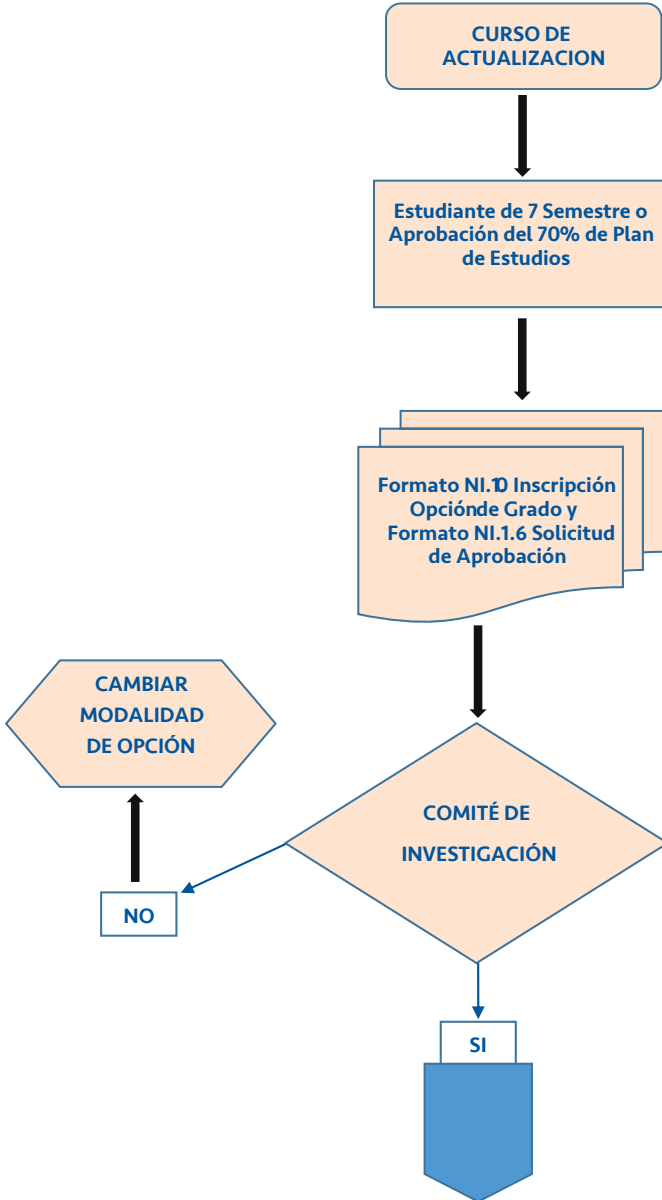 CURSO DE
ACTUALIZACION
Estudiante de 7 Semestre o
Aprobación del 70% de Plan
de Estudios
Formato NI.10 Inscripción
Opciónde Grado y
Formato NI.1.6 Solicitud
de Aprobación
CAMBIAR
MODALIDAD
DE OPCIÓN
COMITÉ DE
INVESTIGACIÓN
NO
SI